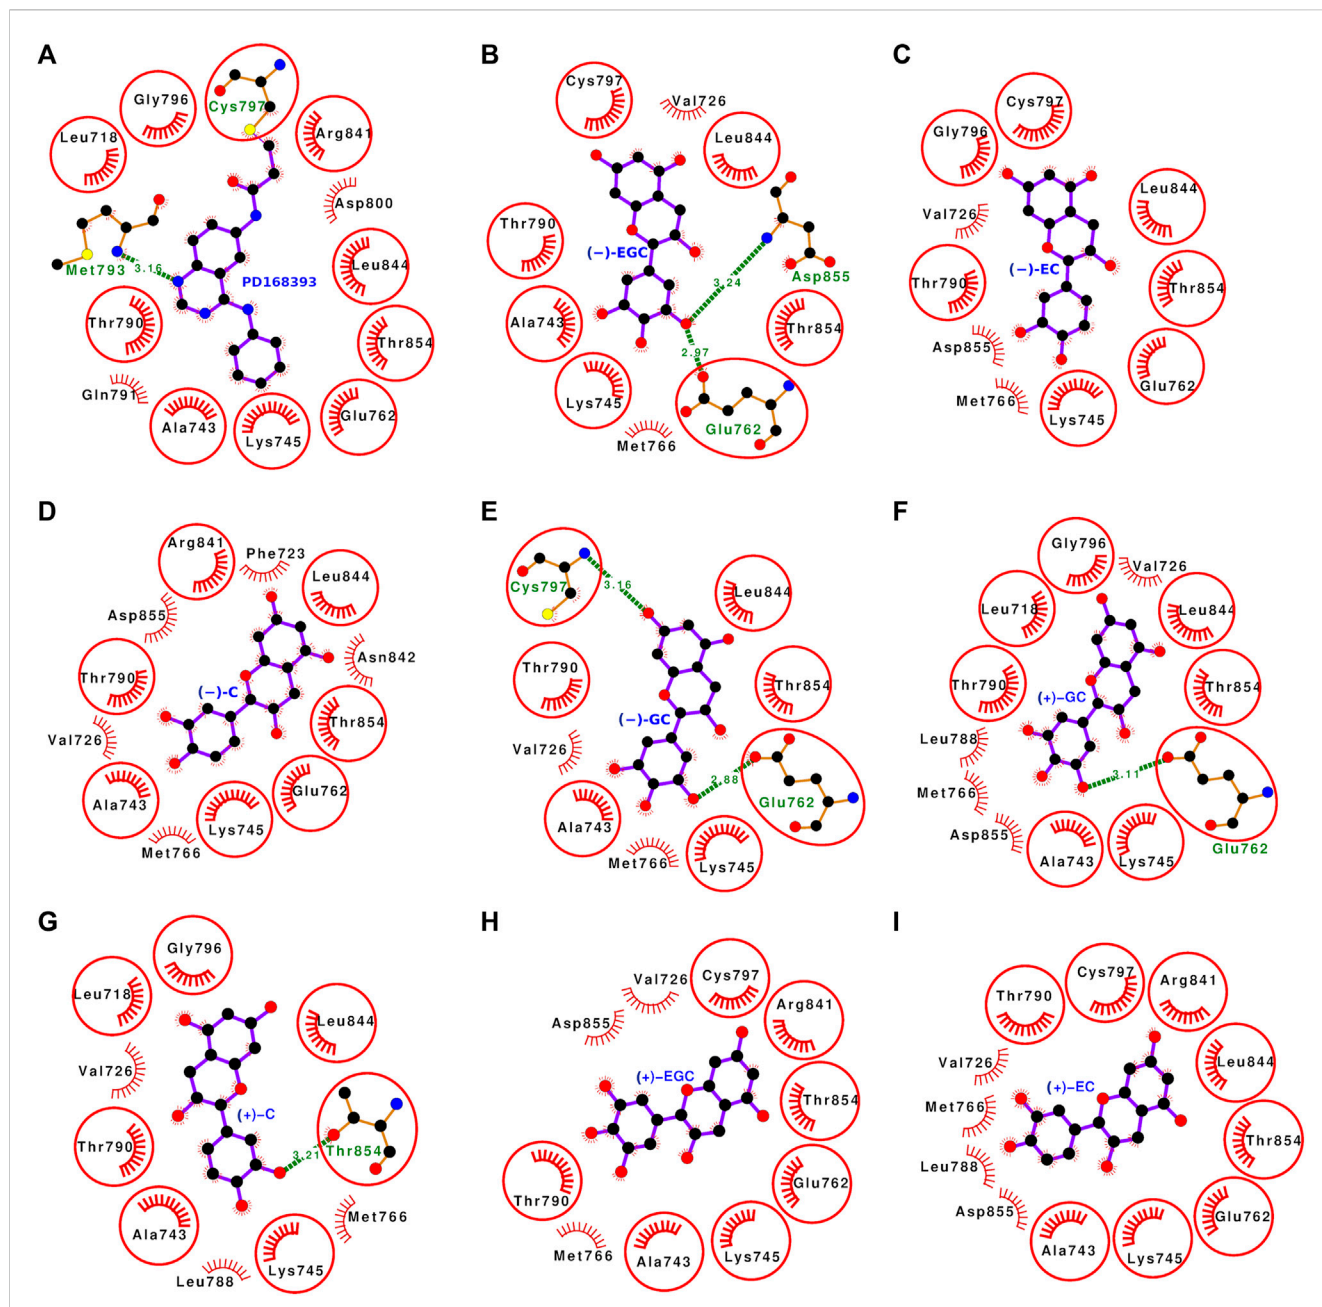 A
Gly796
Cys797
Arg841
Leu718
Asp800
Met793
3.16
PD168393
Leu844
Thr790
Thr854
Gln791
Ala743
Lys745
Glu762
B
Cys797
Val726
Leu844
Thr790
(−)-EGC
3.24
Asp855
Ala743
Thr854
2.97
Lys745
Met766
Glu762
C
Cys797
Gly796
Leu844
Val726
(−)-EC
Thr790
Thr854
Asp855
Met766
Glu762
Lys745
D
Arg841
Phe723
Leu844
Asp855
Asn842
Thr790
(−)-C
Thr854
Val726
Ala743
Glu762
Lys745
Met766
E
Cys797
3.16
Leu844
Thr790
Thr854
(−)-GC
Val726
2.88
Glu762
Ala743
Met766
Lys745
F
Gly796
Val726
Leu718
Leu844
Thr790
(+)-GC
Thr854
Leu788
3.11
Met766
Asp855
Ala743
Lys745
Glu762
G
Gly796
Leu718
Leu844
Val726
(+)-C
Thr790
3.21
Thr854
Ala743
Met766
Leu788
Lys745
H
Val726
Cys797
Asp855
Arg841
(+)-EGC
Thr854
Thr790
Glu762
Met766
Ala743
Lys745
I
Thr790
Cys797
Arg841
Val726
Leu844
(+)-EC
Met766
Thr854
Leu788
Asp855
Glu762
Ala743
Lys745